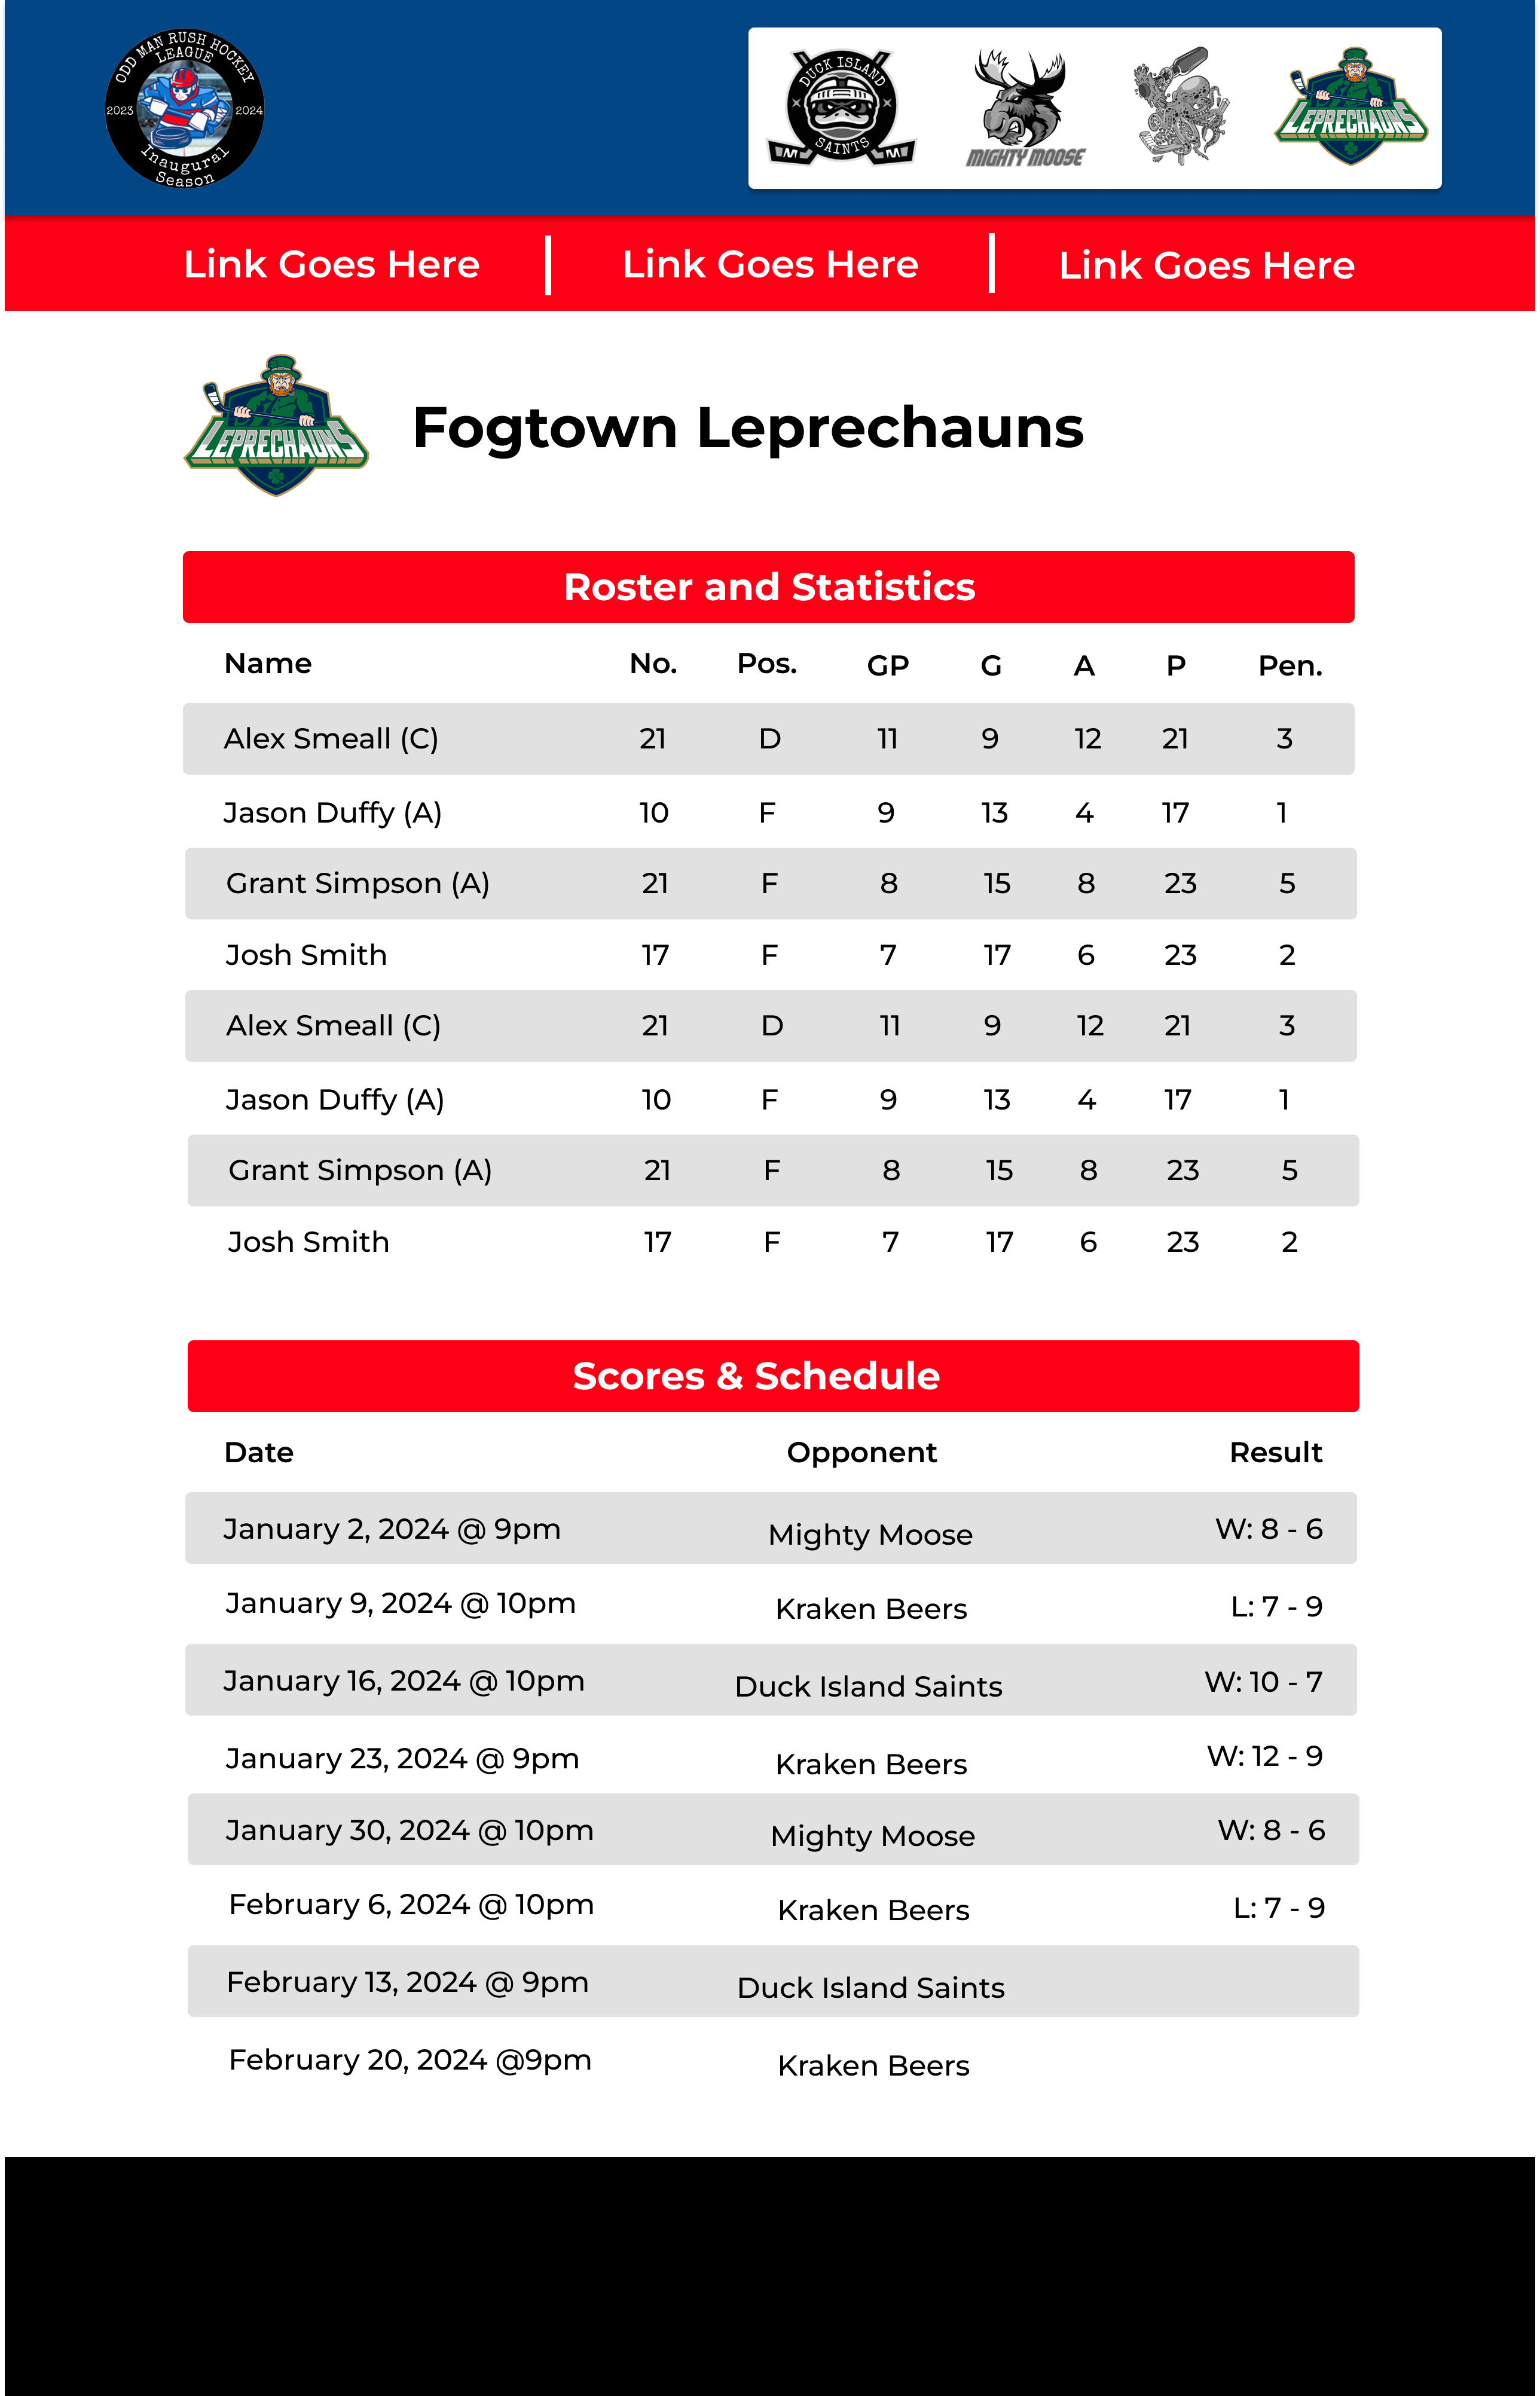 ODD MAN RUSH HOCKEY
LEAGUE
2023 2024
Inaugural
Season
DUCK ISLAND
SAINTS
MIGHTY MOOSE
LEPRECHAUNS
Link Goes Here Link Goes Here Link Goes Here
LEPRECHAUNS
Fogtown Leprechauns
Roster and Statistics
Name No. Pos. GP G A P Pen.
Alex Smeall (C) 21 D 11 9 12 21 3
Jason Duffy (A) 10 F 9 13 4 17 1
Grant Simpson (A) 21 F 8 15 8 23 5
Josh Smith 17 F 7 17 6 23 2
Alex Smeall (C) 21 D 11 9 12 21 3
Jason Duffy (A) 10 F 9 13 4 17 1
Grant Simpson (A) 21 F 8 15 8 23 5
Josh Smith 17 F 7 17 6 23 2
Scores & Schedule
Date Opponent Result
January 2, 2024 @ 9pm Mighty Moose W: 8 - 6
January 9, 2024 @ 10pm Kraken Beers L: 7 - 9
January 16, 2024 @ 10pm Duck Island Saints W: 10 - 7
January 23, 2024 @ 9pm Kraken Beers W: 12 - 9
January 30, 2024 @ 10pm Mighty Moose W: 8 - 6
February 6, 2024 @ 10pm Kraken Beers L: 7 - 9
February 13, 2024 @ 9pm Duck Island Saints
February 20, 2024 @9pm Kraken Beers